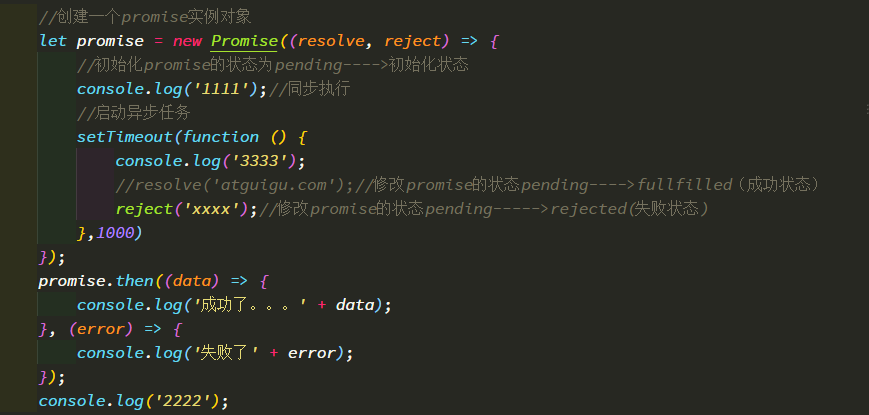 //创建一个promise实例对象
let promise = new Promise((resolve, reject) => {
    //初始化promise的状态为pending---->初始化状态
    console.log('1111');//同步执行
    //启动异步任务
    setTimeout(function () {
        console.log('3333');
        //resolve('atguigu.com');//修改promise的状态pending---->fullfilled（成功状态）
        reject('xxxx');//修改promise的状态pending----->rejected(失败状态)
    },1000)
});
promise.then((data) => {
    console.log('成功了。。。' + data);
}, (error) => {
    console.log('失败了' + error);
});
console.log('2222');